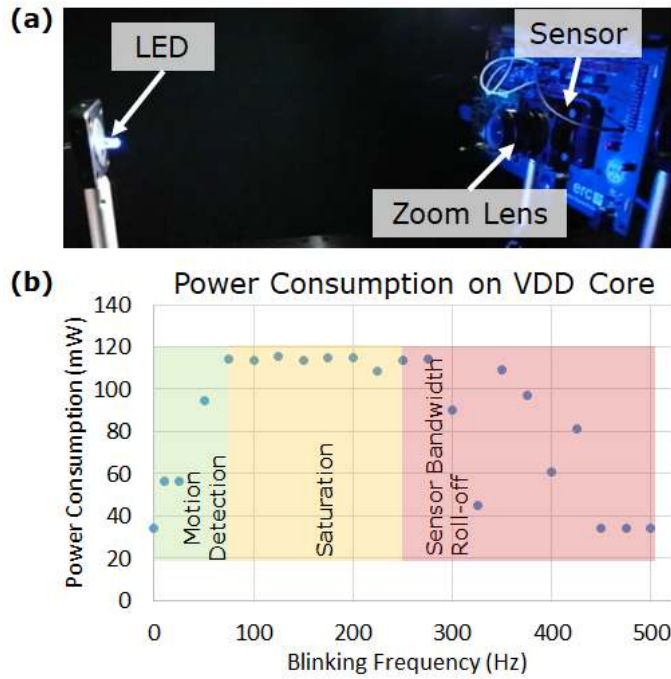 (a)
LED
Sensor
Zoom Lens
erc
(b)
Power Consumption on VDD Core
Power Consumption (mW)
140
120
100
80
60
40
20
0
Motion
Detection
Saturation
Sensor Bandwidth
Roll-off
0
100
200
300
400
500
Blinking Frequency (Hz)